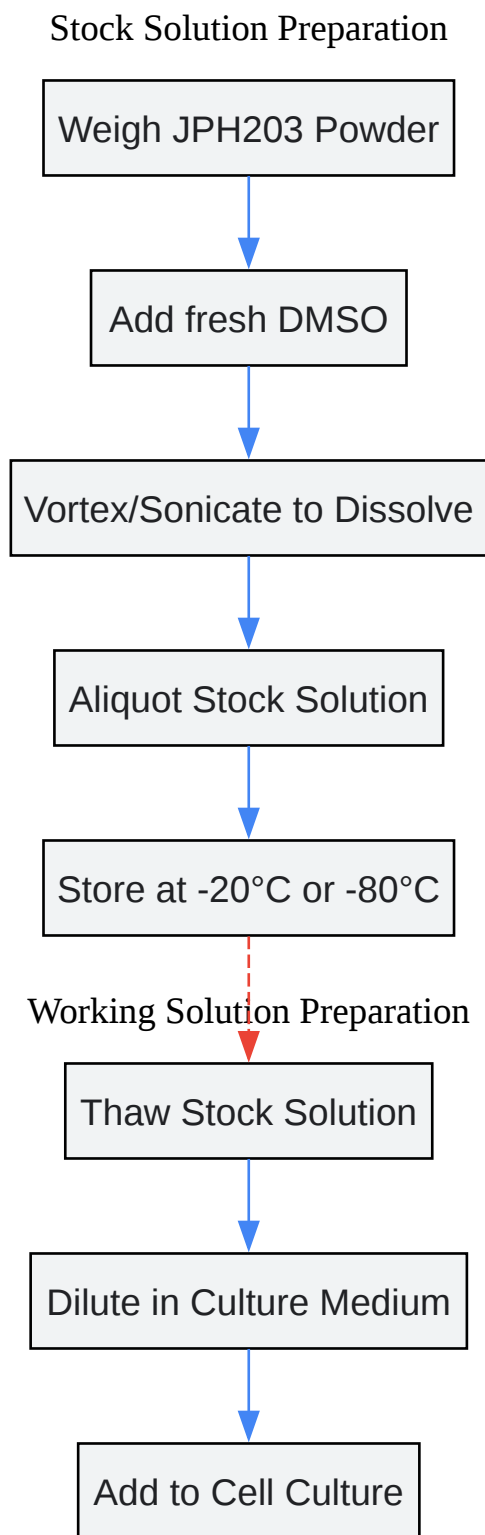 Stock Solution Preparation
Weigh JPH203 Powder
Add fresh DMSO
Vortex/Sonicate to Dissolve
Aliquot Stock Solution
Store at -20°C or -80°C
Working Solution Preparation
Thaw Stock Solution
Dilute in Culture Medium
Add to Cell Culture